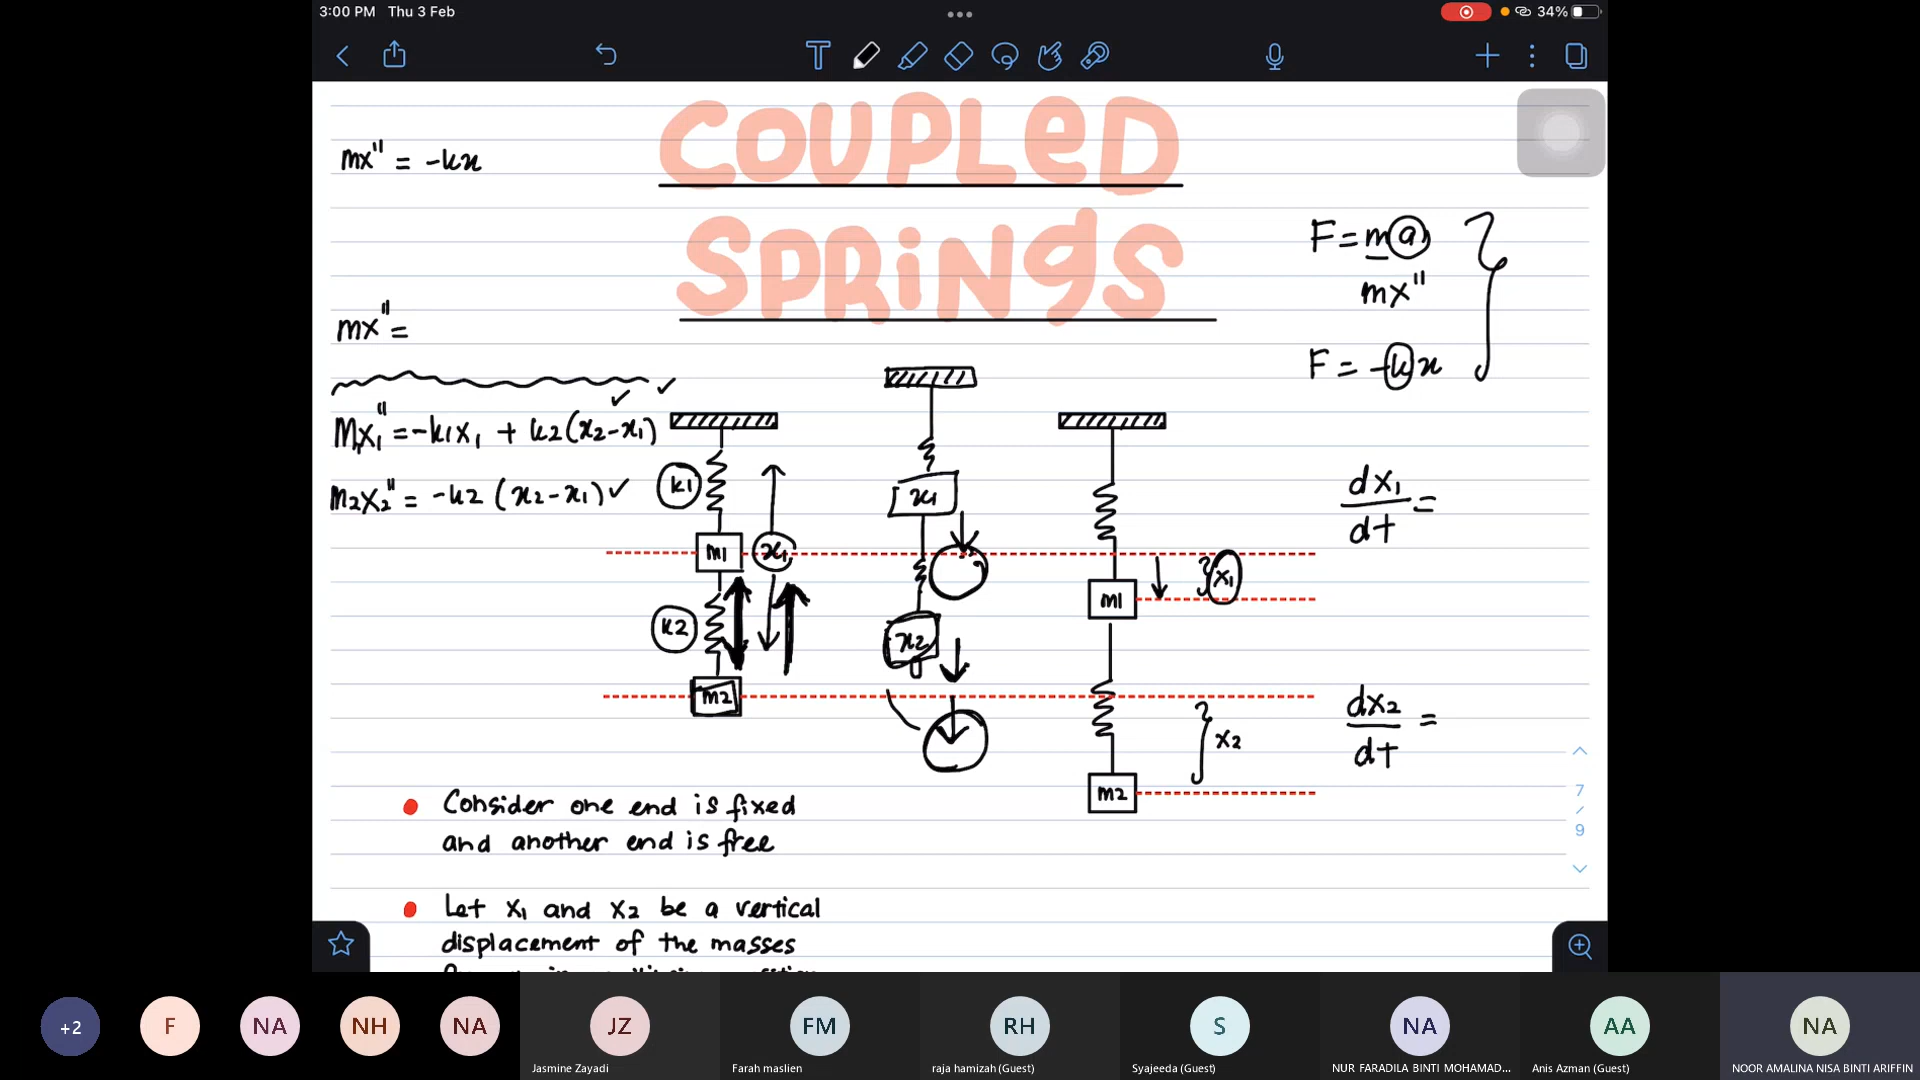 3:00 PM Thu 3 Feb
34%
COUPLED
SPRINGS
mx" = -kx
F = ma
mx"
F = -kx
mx" =
m1x1" = -k1x1 + k2(x2-x1)
m2x2" = -k2 (x2-x1)
k1
m1
x1
k2
m2
x1
x2
m1
x1
m2
x2
dx1
dt
=
dx2
dt
=
Consider one end is fixed
and another end is free
Let x1 and x2 be a vertical
displacement of the masses
7
/
9
+2
F
NA
NH
NA
JZ
Jasmine Zayadi
FM
Farah maslien
RH
raja hamizah (Guest)
S
Syajeeda (Guest)
NA
NUR FARADILA BINTI MOHAMAD...
AA
Anis Azman (Guest)
NA
NOOR AMALINA NISA BINTI ARIFFIN